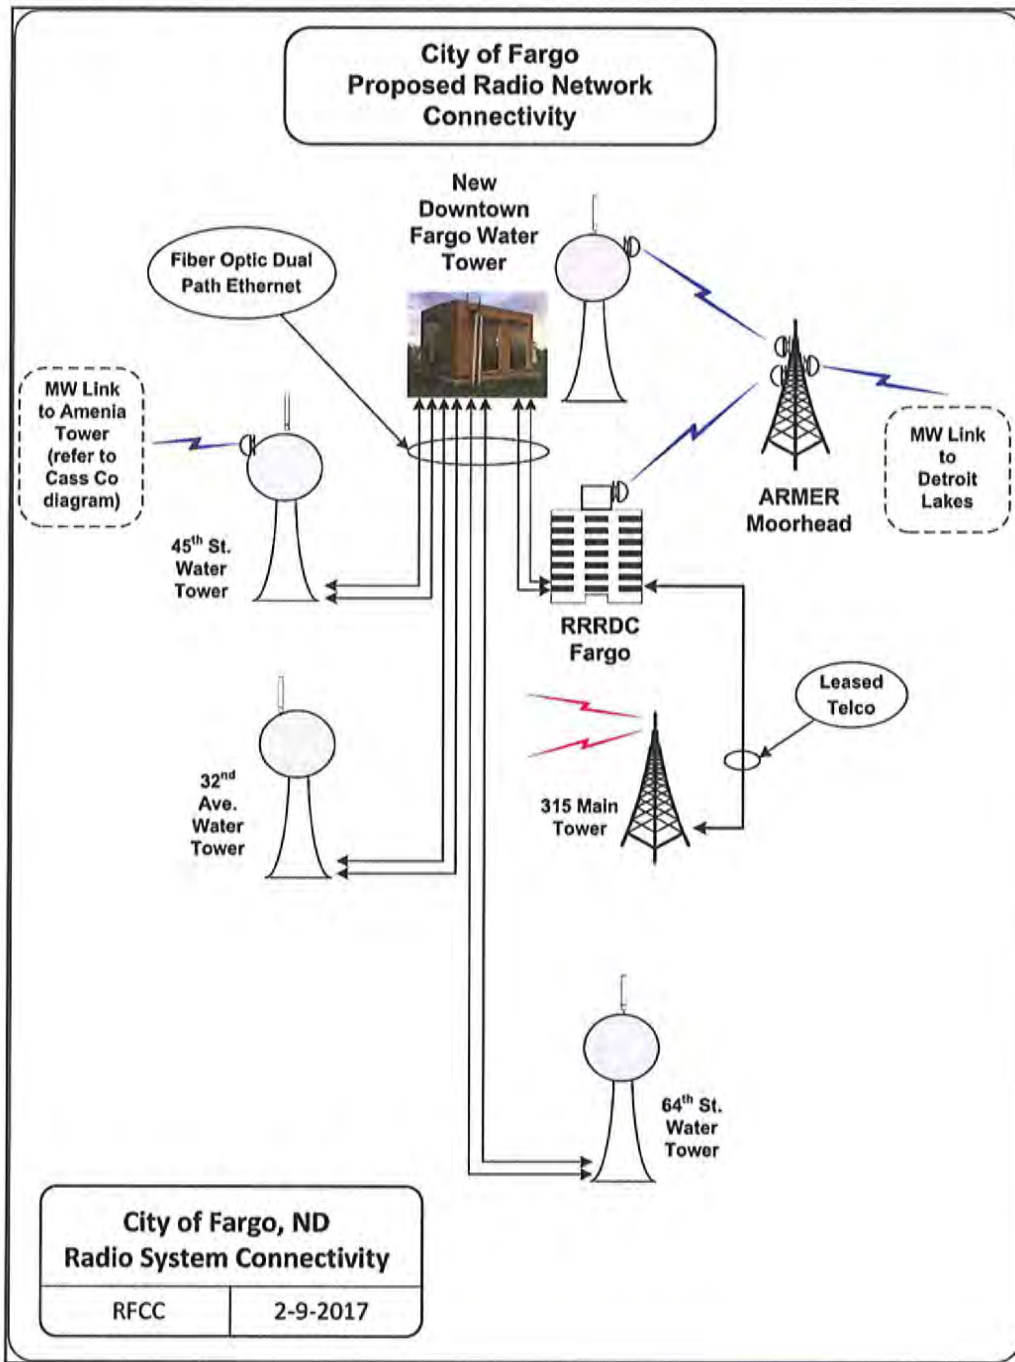 City of Fargo
Proposed Radio Network
Connectivity
New
Downtown
Fargo Water
Tower
Fiber Optic Dual
Path Ethernet
MW Link
to Amenia
Tower
(refer to
Cass Co
diagram)
45th St.
Water
Tower
ARMER
Moorhead
MW Link
to
Detroit
Lakes
RRRDC
Fargo
Leased
Telco
32nd
Ave.
Water
Tower
315 Main
Tower
64th St.
Water
Tower
City of Fargo, ND
Radio System Connectivity
RFCC
2-9-2017